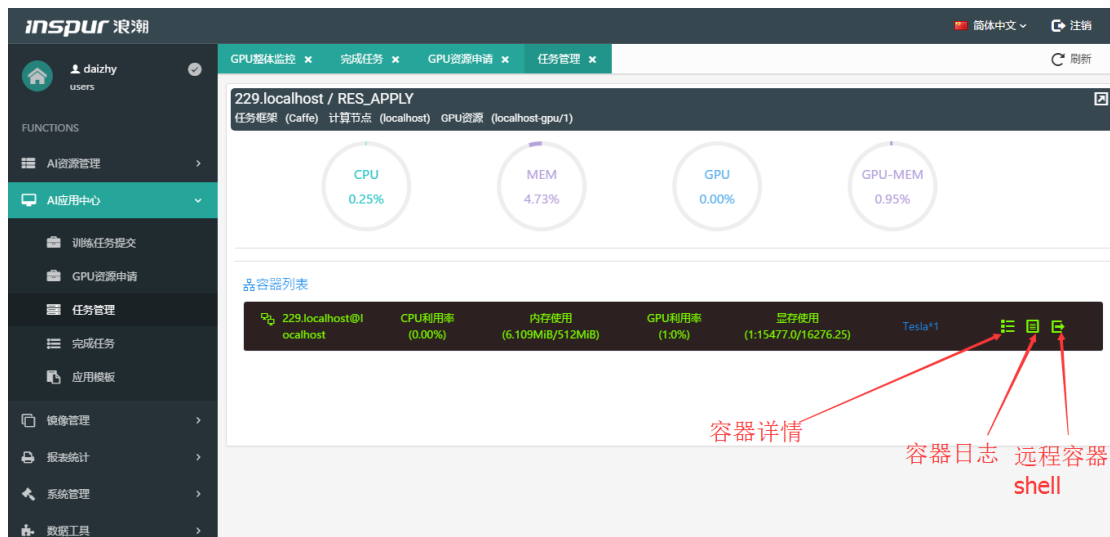 inspur 浪潮
简体中文
注销
daizhy
users
GPU整体监控 × 完成任务 × GPU资源申请 × 任务管理 ×
刷新
FUNCTIONS
AI资源管理
AI应用中心
训练任务提交
GPU资源申请
任务管理
完成任务
应用模板
镜像管理
报表统计
系统管理
数据工具
229.localhost / RES_APPLY
任务框架 (Caffe) 计算节点 (localhost) GPU资源 (localhost-gpu/1)
CPU
0.25%
MEM
4.73%
GPU
0.00%
GPU-MEM
0.95%
容器列表
229.localhost@l
ocalhost
CPU利用率
(0.00%)
内存使用
(6.109MiB/512MiB)
GPU利用率
(1:0%)
显存使用
(1:15477.0/16276.25)
Tesla*1
容器详情
容器日志
远程容器
shell